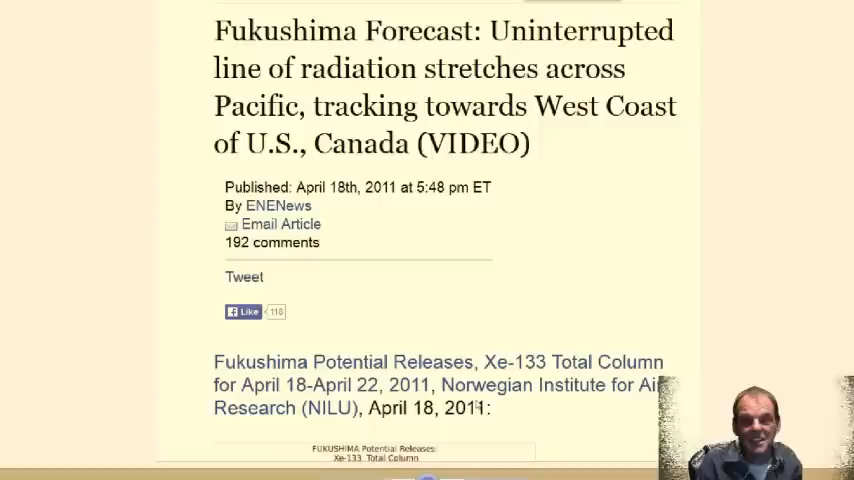 Fukushima Forecast: Uninterrupted
line of radiation stretches across
Pacific, tracking towards West Coast
of U.S., Canada (VIDEO)
Published: April 18th, 2011 at 5:48 pm ET
By ENENews
Email Article
192 comments
Tweet
Like 118
Fukushima Potential Releases, Xe-133 Total Column
for April 18-April 22, 2011, Norwegian Institute for Air
Research (NILU), April 18, 2011:
FUKUSHIMA Potential Releases:
Xe-133 Total Column